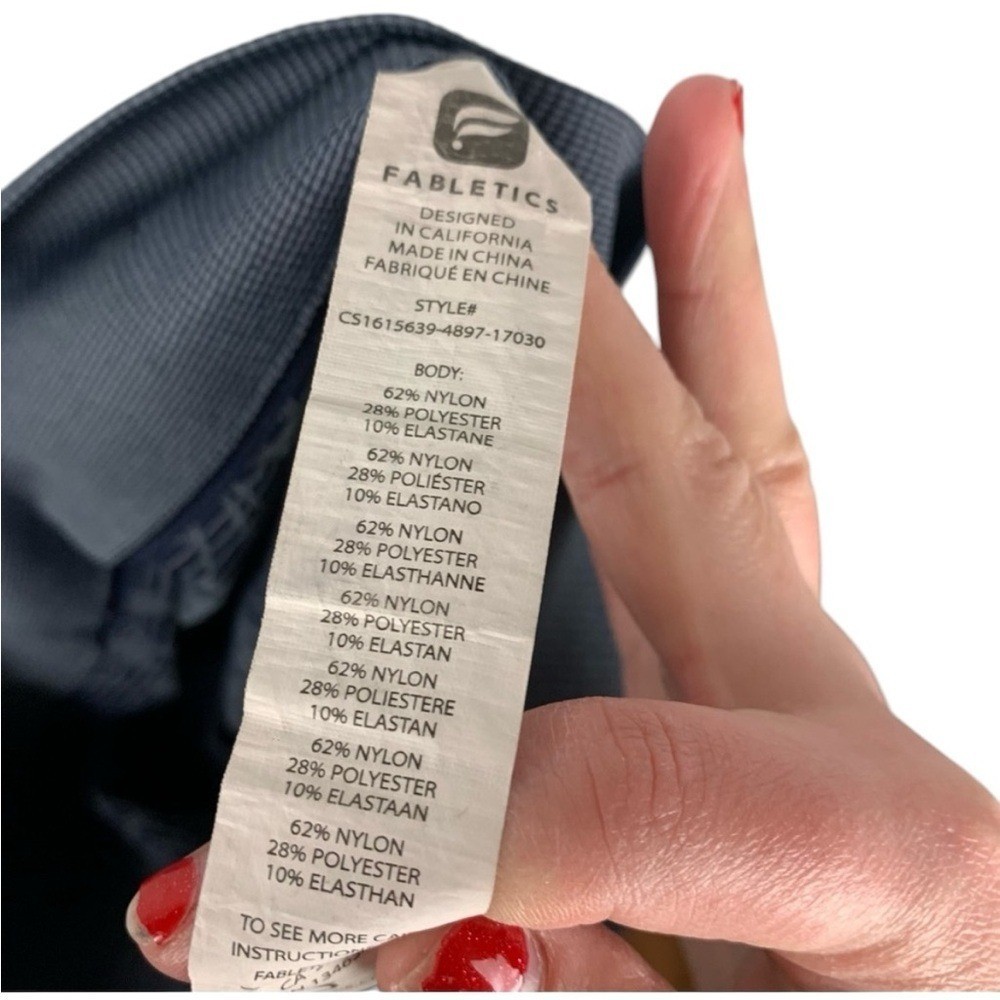 FABLETICS
DESIGNED
IN CALIFORNIA
MADE IN CHINA
FABRIQUÉ EN CHINE
STYLE#
CS1615639-4897-17030
BODY:
62% NYLON
28% POLYESTER
10% ELASTANE
62% NYLON
28% POLIÉSTER
10% ELASTANO
62% NYLON
28% POLYESTER
10% ELASTHANNE
62% NYLON
28% POLYESTER
10% ELASTAN
62% NYLON
28% POLIESTERE
10% ELASTAN
62% NYLON
28% POLYESTER
10% ELASTAAN
62% NYLON
28% POLYESTER
10% ELASTHAN
TO SEE MORE